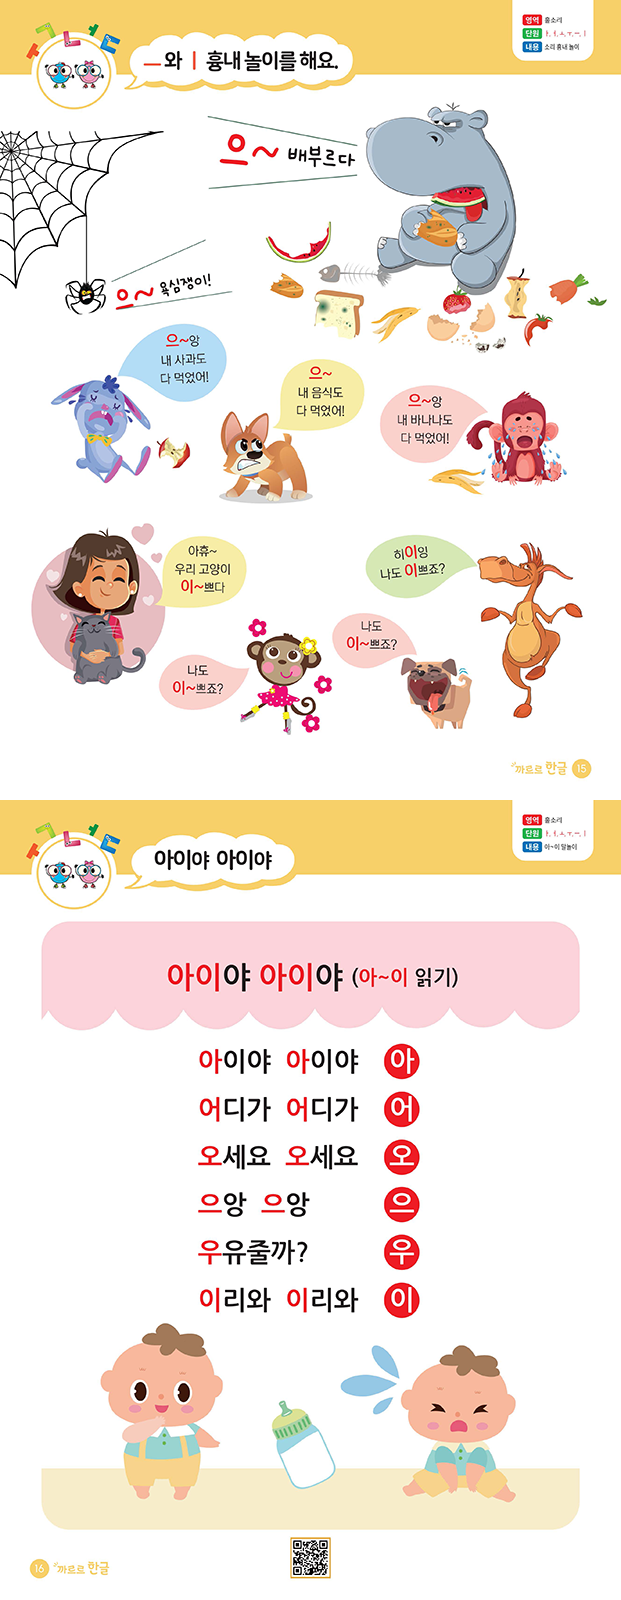 ㅡ와 ㅣ 흉내 놀이를 해요.
영역 홀소리
단원 ㅏ, ㅓ, ㅗ, ㅜ, ㅡ, ㅣ
내용 소리 흉내 놀이
으~ 배부르다
으~ 욕심쟁이!
으~앙
내 사과도
다 먹었어!
으~
내 음식도
다 먹었어!
으~앙
내 바나나도
다 먹었어!
아휴~
우리 고양이
이~쁘다
히이잉
나도 이쁘죠?
나도
이~쁘죠?
나도
이~쁘죠?
까르르 한글 15
아이야 아이야
영역 홀소리
단원 ㅏ, ㅓ, ㅗ, ㅜ, ㅡ, ㅣ
내용 아~이 말놀이
아이야 아이야 (아~이 읽기)
아이야 아이야 아
어디가 어디가 어
오세요 오세요 오
으앙 으앙 으
우유줄까? 우
이리와 이리와 이
16 까르르 한글